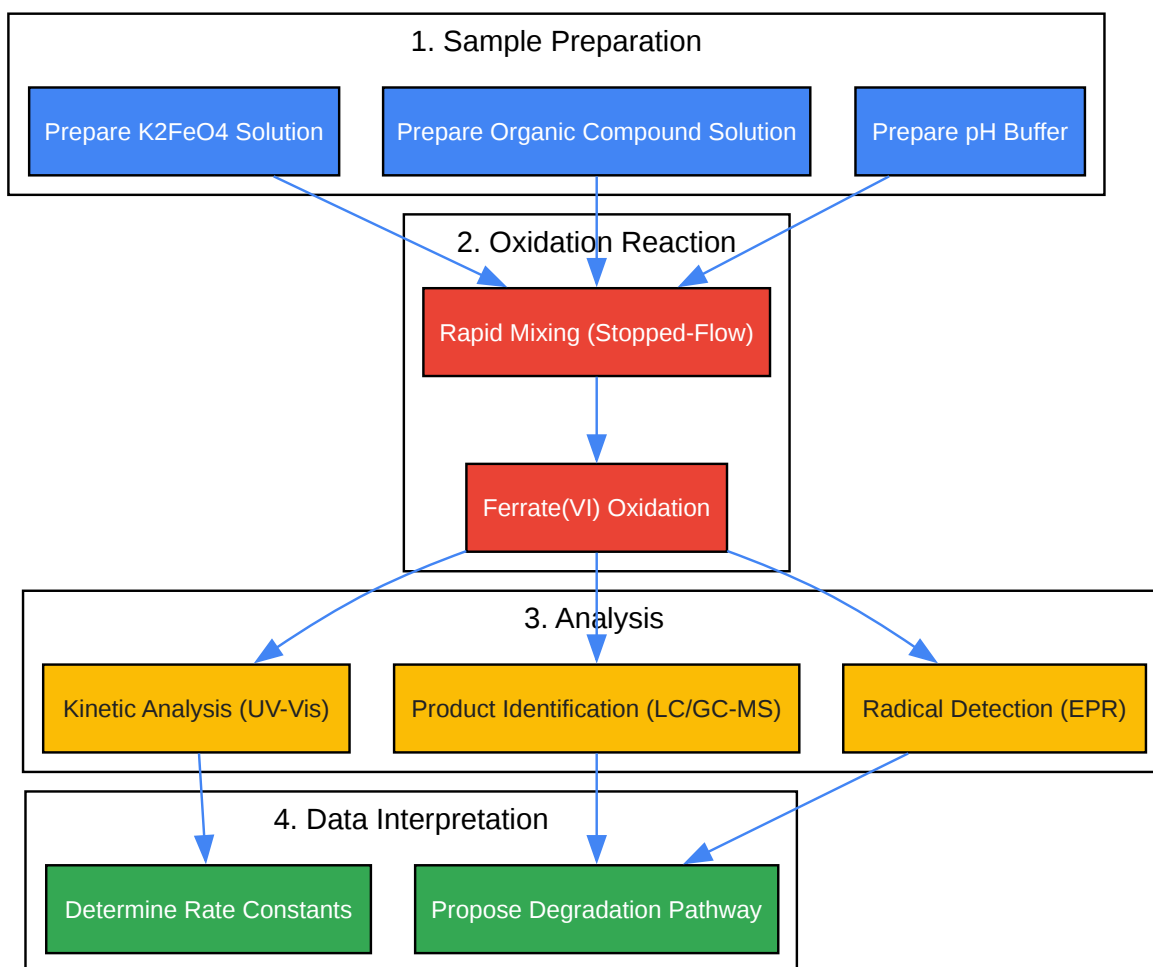 1. Sample Preparation
Prepare K2FeO4 Solution
Prepare Organic Compound Solution
Prepare pH Buffer
2. Oxidation Reaction
Rapid Mixing (Stopped-Flow)
Ferrate(VI) Oxidation
3. Analysis
Kinetic Analysis (UV-Vis)
Product Identification (LC/GC-MS)
Radical Detection (EPR)
4. Data Interpretation
Determine Rate Constants
Propose Degradation Pathway